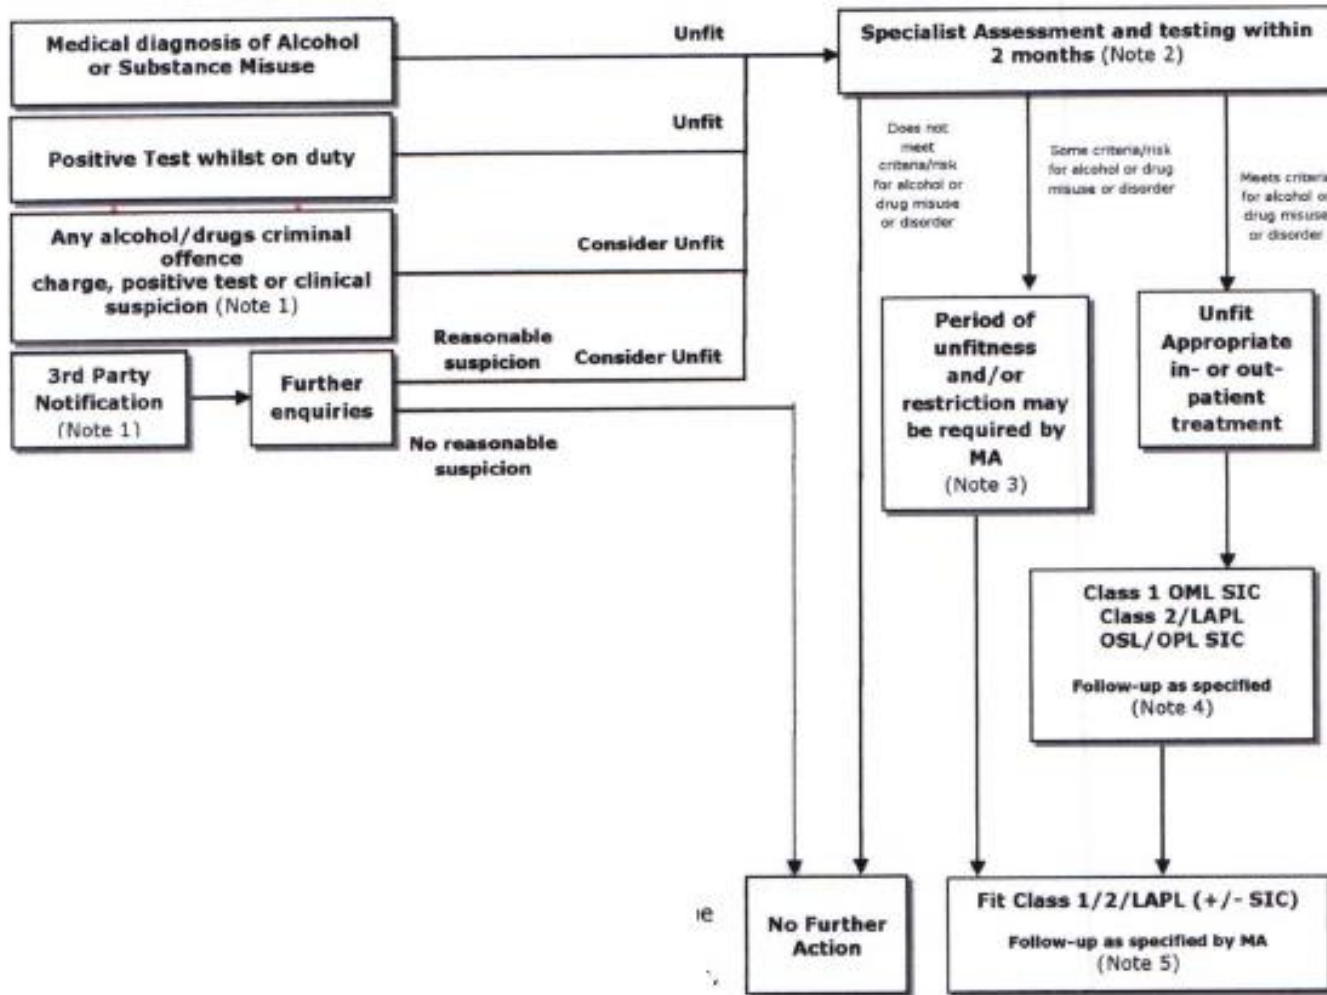 Medical diagnosis of Alcohol
or Substance Misuse
Unfit
Specialist Assessment and testing within
2 months (Note 2)
Positive Test whilst on duty
Unfit
Any alcohol/drugs criminal
offence
charge, positive test or clinical
suspicion (Note 1)
Consider Unfit
3rd Party
Notification
(Note 1)
Further
enquiries
Reasonable
suspicion
Consider Unfit
No reasonable
suspicion
Does not
meet
criteria/risk
for alcohol or
drug misuse
or disorder
Some criteria/risk
for alcohol or drug
misuse or disorder
Meets criteria
for alcohol or
drug misuse
or disorder
Period of
unfitness
and/or
restriction may
be required by
MA
(Note 3)
Unfit
Appropriate
in- or out-
patient
treatment
Class 1 OML SIC
Class 2/LAPL
OSL/OPL SIC
Follow-up as specified
(Note 4)
No Further
Action
Fit Class 1/2/LAPL (+/- SIC)
Follow-up as specified by MA
(Note 5)